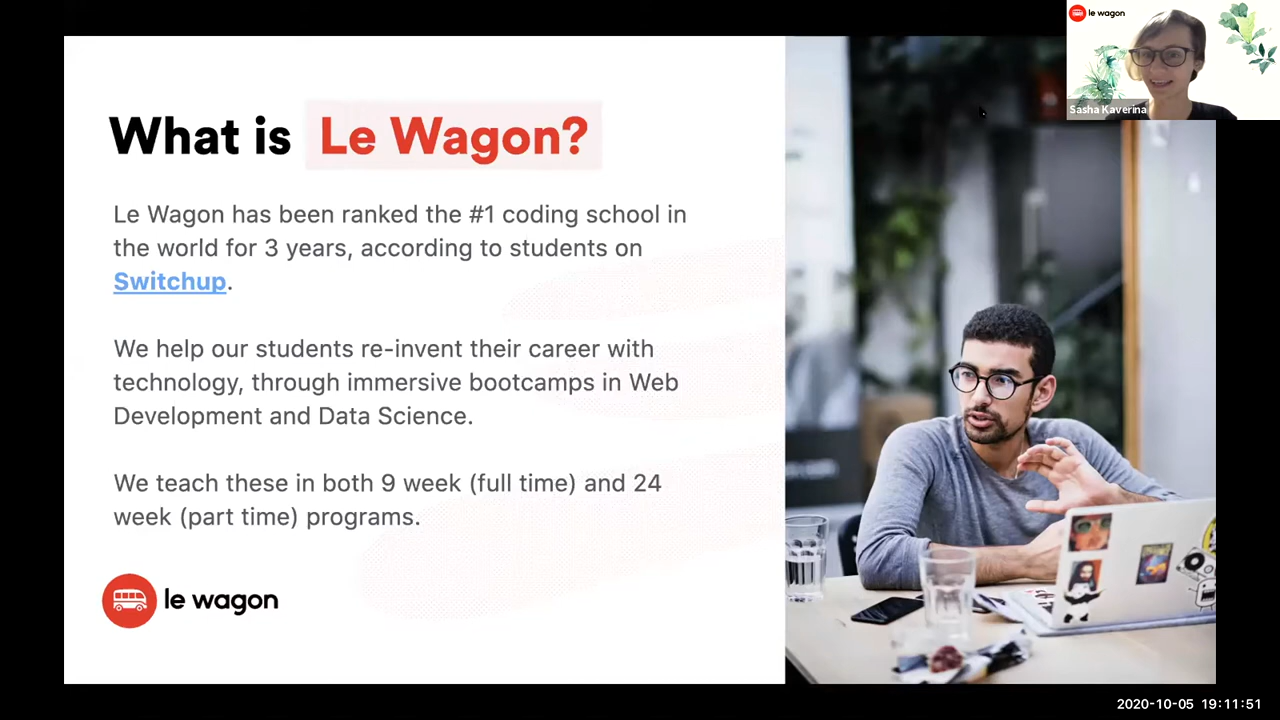 le wagon
Sasha Kaverina
What is Le Wagon?
Le Wagon has been ranked the #1 coding school in
the world for 3 years, according to students on
Switchup.
We help our students re-invent their career with
technology, through immersive bootcamps in Web
Development and Data Science.
We teach these in both 9 week (full time) and 24
week (part time) programs.
le wagon
2020-10-05 19:11:51